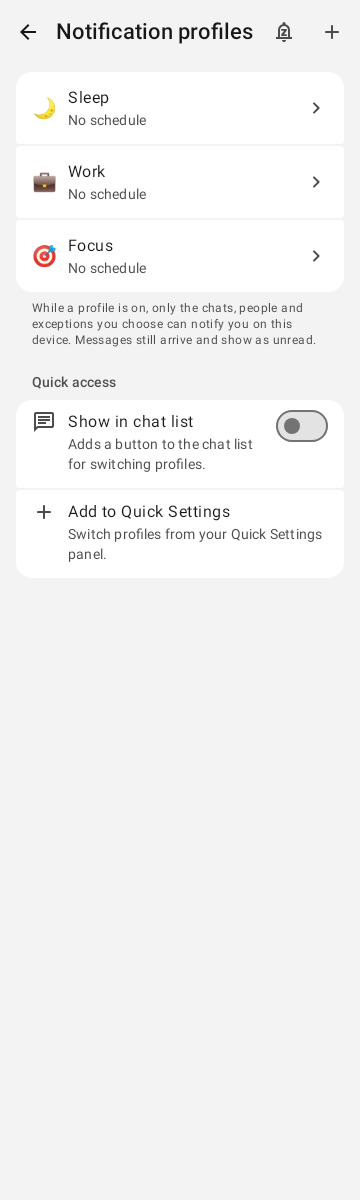 Notification profiles
Sleep
No schedule
Work
No schedule
Focus
No schedule
While a profile is on, only the chats, people and
exceptions you choose can notify you on this
device. Messages still arrive and show as unread.
Quick access
Show in chat list
Adds a button to the chat list
for switching profiles.
Add to Quick Settings
Switch profiles from your Quick Settings
panel.